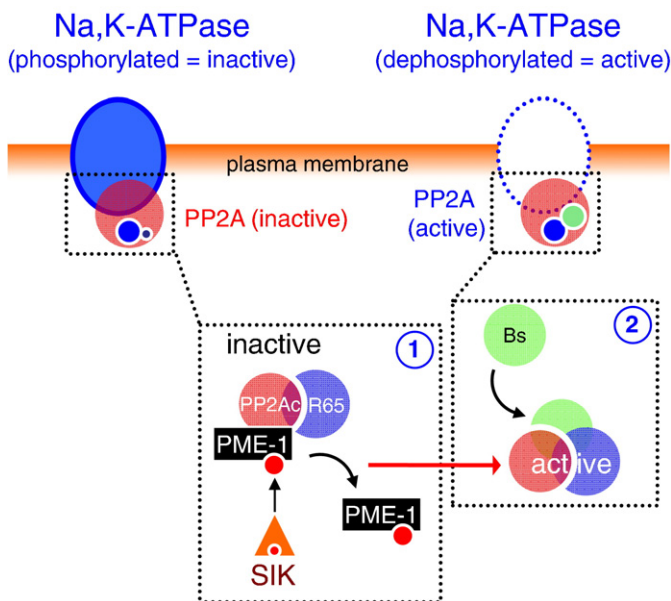 Na,K-ATPase
(phosphorylated = inactive)
Na,K-ATPase
(dephosphorylated = active)
plasma membrane
PP2A (inactive)
PP2A
(active)
1
inactive
PP2Ac
R65
PME-1
PME-1
SIK
2
Bs
active